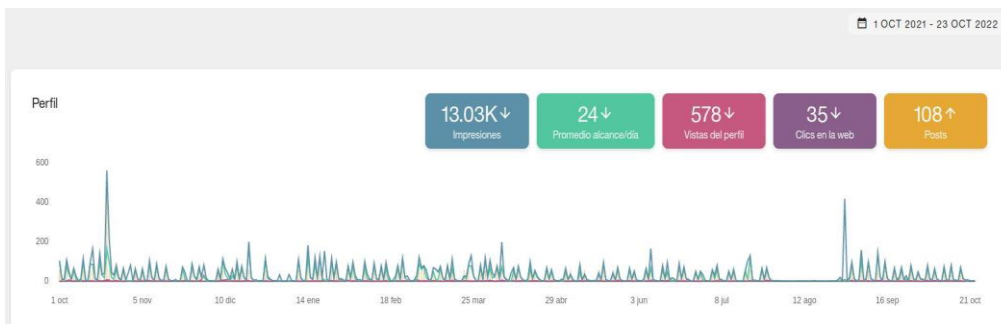 1 OCT 2021 - 23 OCT 2022
Perfil
13.03K↓
Impresiones
24↓
Promedio alcance/día
578↓
Vistas del perfil
35↓
Clics en la web
108↑
Posts
600
400
200
0
1 oct
5 nov
10 dic
14 ene
18 feb
25 mar
29 abr
3 jun
8 jul
12 ago
16 sep
21 oct